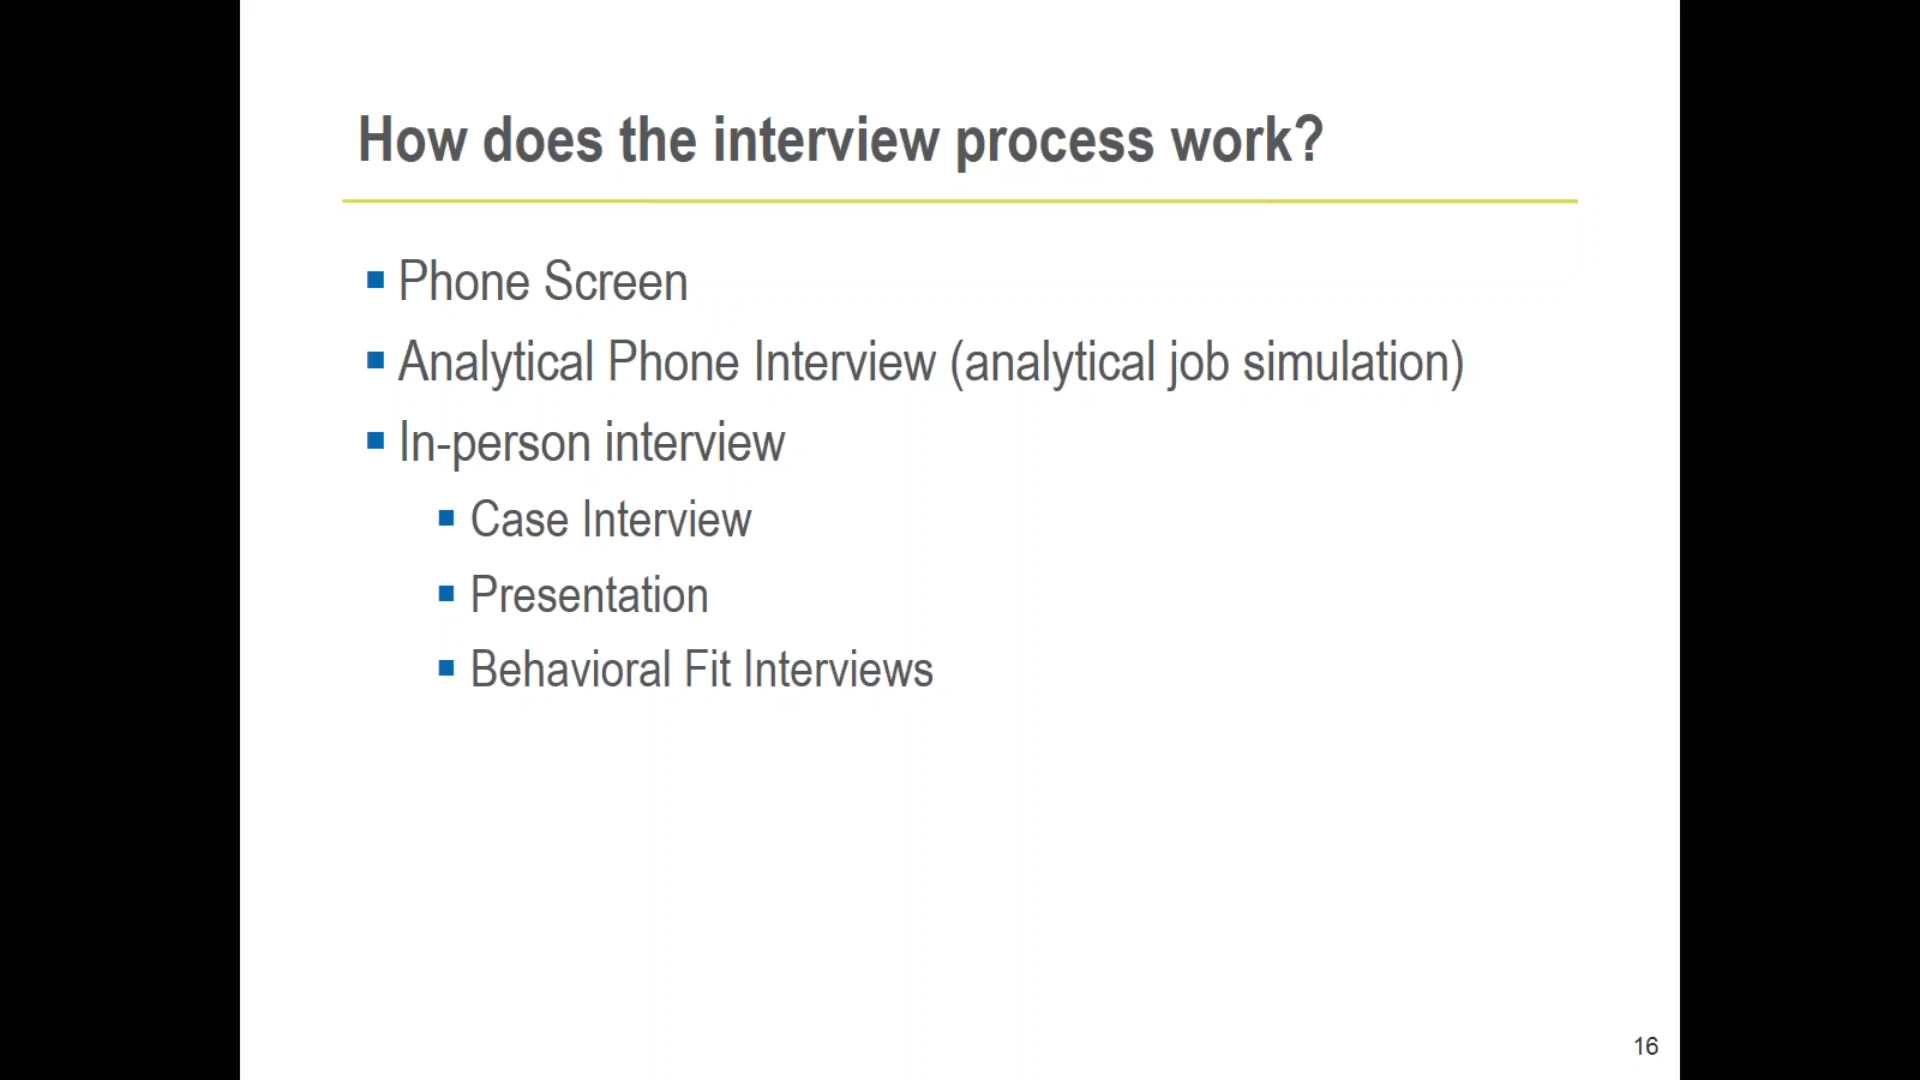 How does the interview process work?
Phone Screen
Analytical Phone Interview (analytical job simulation)
In-person interview
Case Interview
Presentation
Behavioral Fit Interviews
16